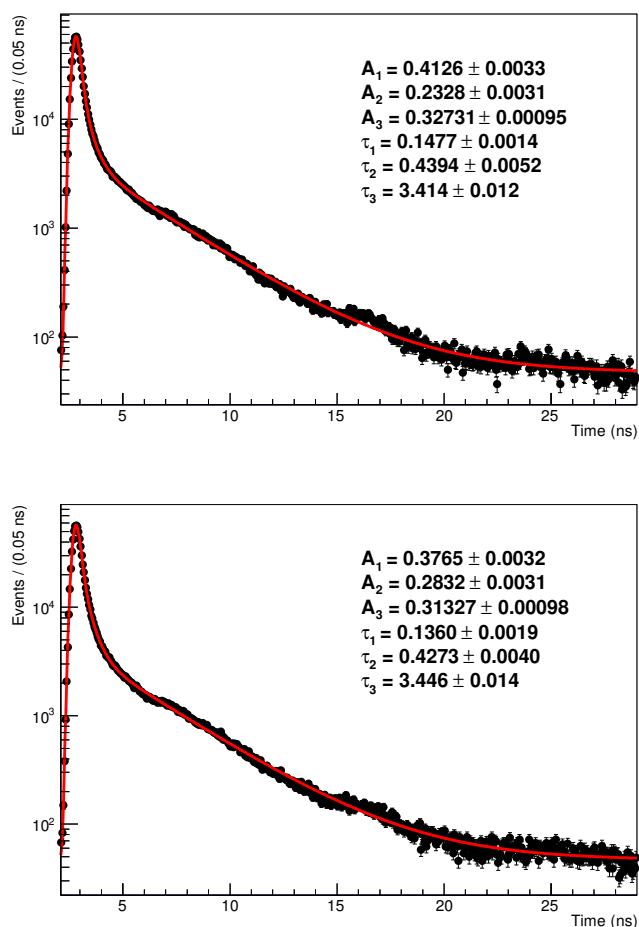 Events / (0.05 ns)
10⁴
10³
10²
A₁ = 0.4126 ± 0.0033
A₂ = 0.2328 ± 0.0031
A₃ = 0.32731 ± 0.00095
τ₁ = 0.1477 ± 0.0014
τ₂ = 0.4394 ± 0.0052
τ₃ = 3.414 ± 0.012
5 10 15 20 25
Time (ns)
Events / (0.05 ns)
10⁴
10³
10²
A₁ = 0.3765 ± 0.0032
A₂ = 0.2832 ± 0.0031
A₃ = 0.31327 ± 0.00098
τ₁ = 0.1360 ± 0.0019
τ₂ = 0.4273 ± 0.0040
τ₃ = 3.446 ± 0.014
5 10 15 20 25
Time (ns)